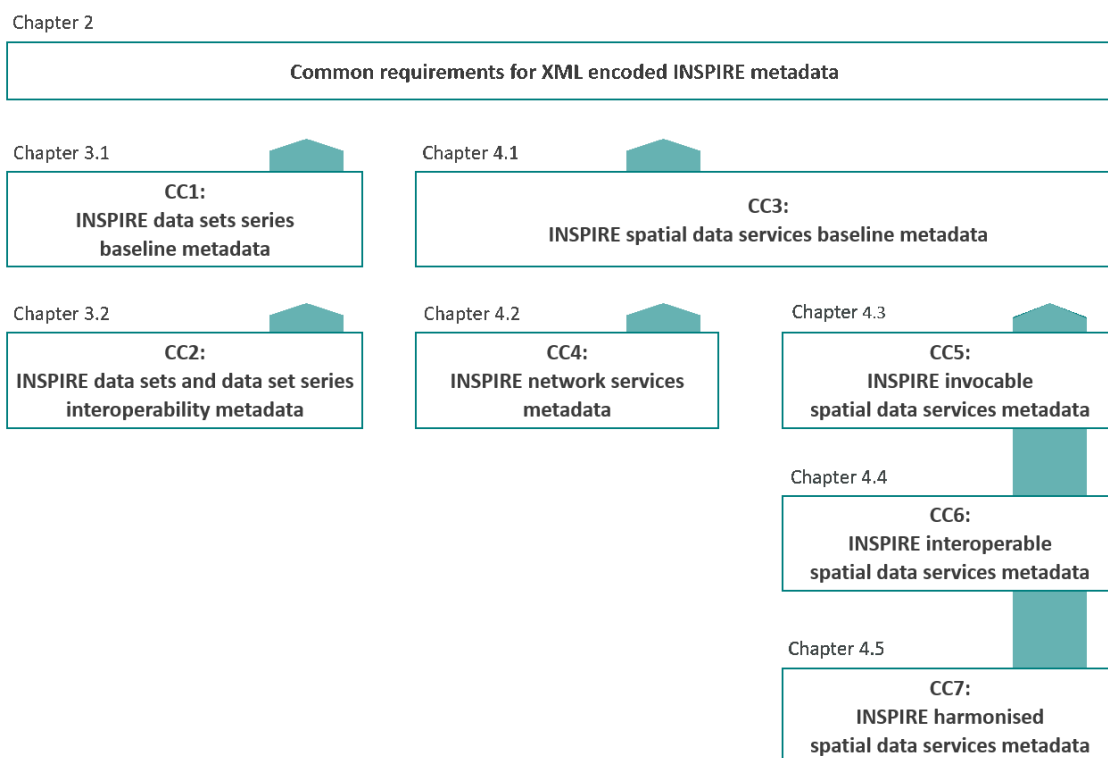 Chapter 2
Common requirements for XML encoded INSPIRE metadata
Chapter 3.1
CC1:
INSPIRE data sets series
baseline metadata
Chapter 4.1
CC3:
INSPIRE spatial data services baseline metadata
Chapter 3.2
CC2:
INSPIRE data sets and data set series
interoperability metadata
Chapter 4.2
CC4:
INSPIRE network services
metadata
Chapter 4.3
CC5:
INSPIRE invocable
spatial data services metadata
Chapter 4.4
CC6:
INSPIRE interoperable
spatial data services metadata
Chapter 4.5
CC7:
INSPIRE harmonised
spatial data services metadata